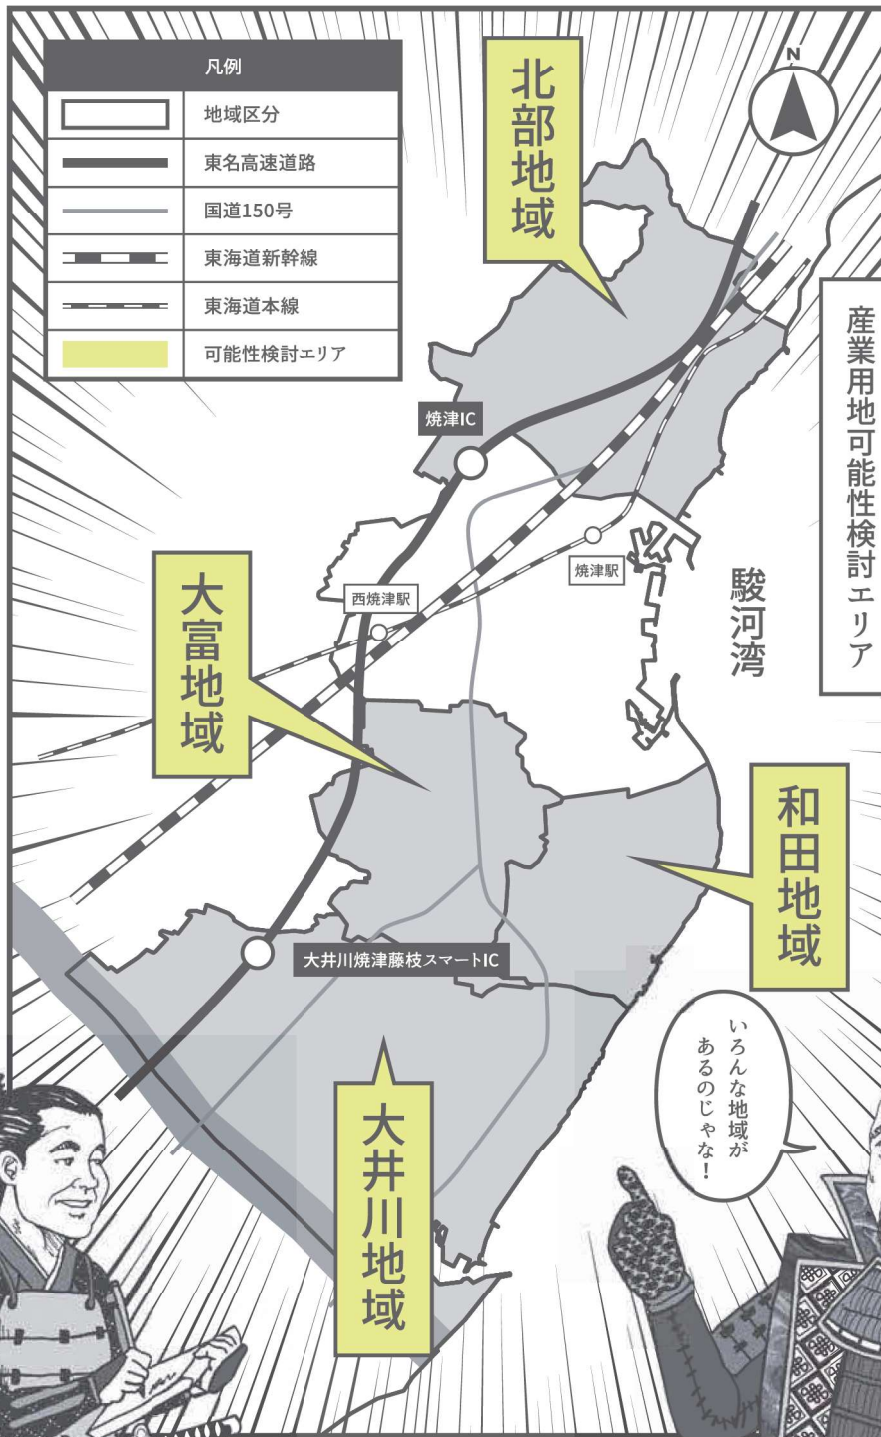 凡例
地域区分
東名高速道路
国道150号
東海道新幹線
東海道本線
可能性検討エリア
N
北部地域
産業用地可能性検討エリア
焼津IC
焼津駅
西焼津駅
駿河湾
大富地域
和田地域
大井川焼津藤枝スマートIC
大井川地域
いろんな地域が
あるのじゃな!